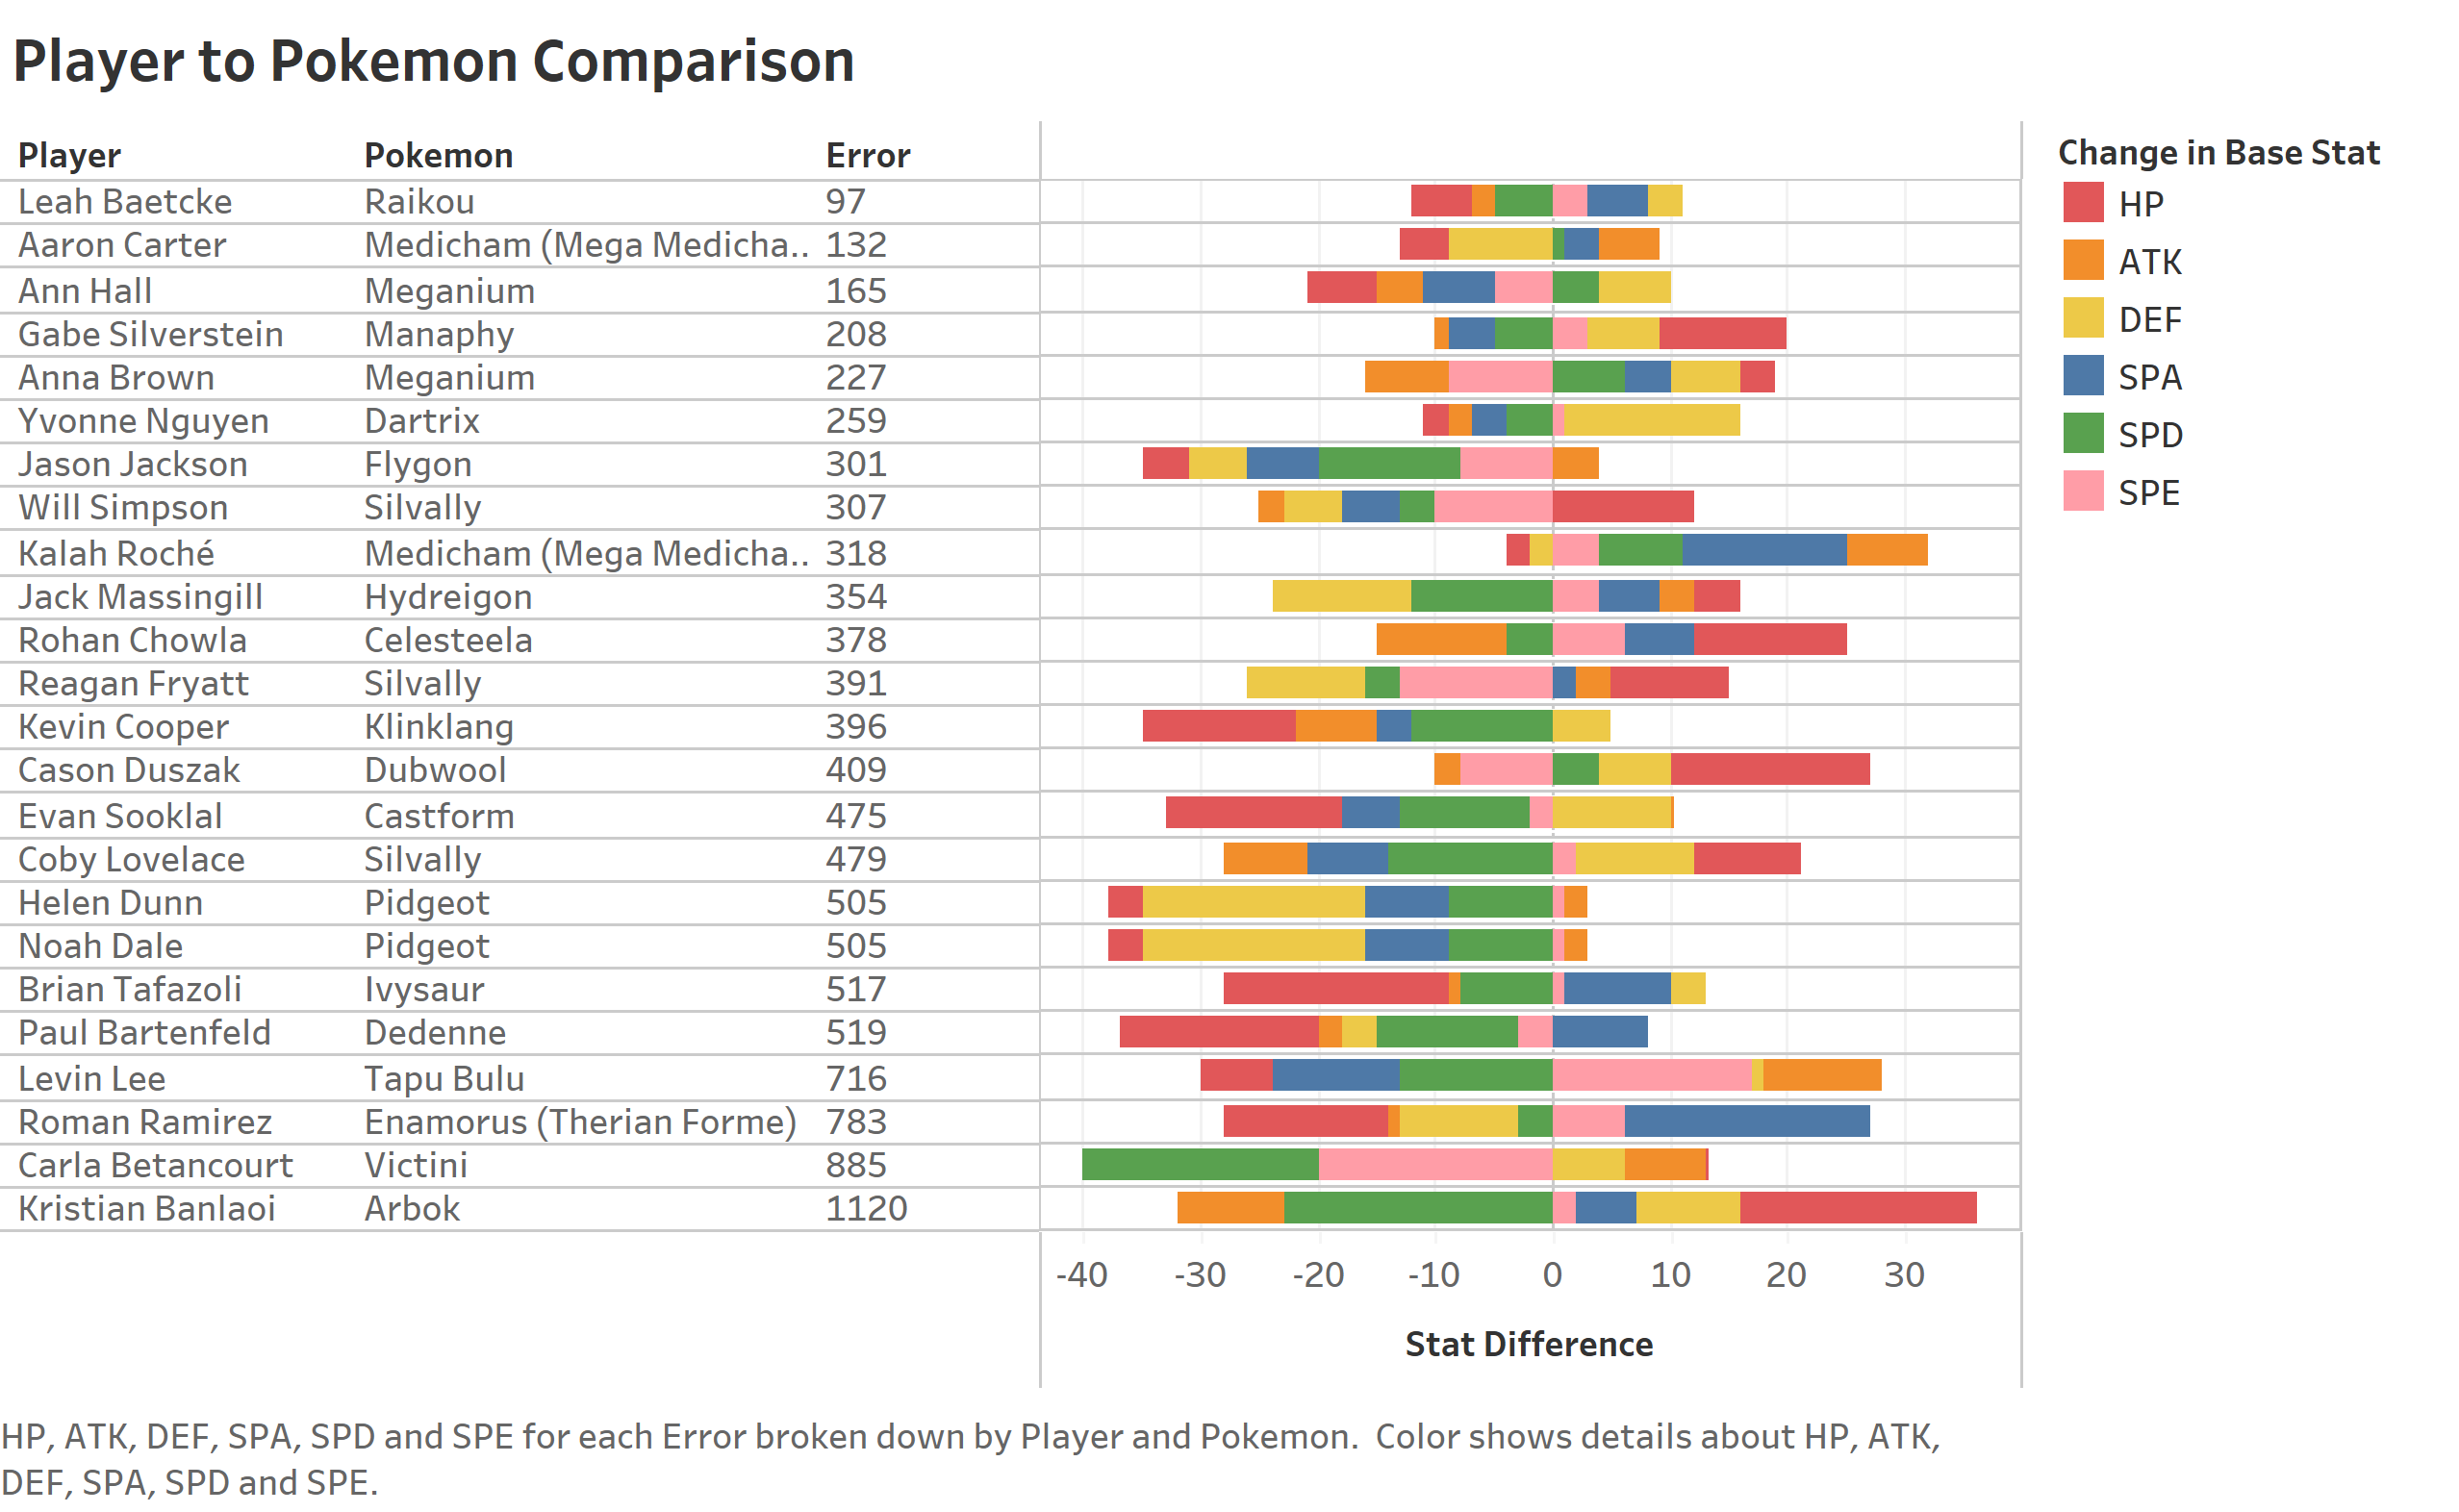 Player to Pokemon Comparison
Player Pokemon Error
Change in Base Stat
HP
ATK
DEF
SPA
SPD
SPE
Leah Baetcke Raikou 97
Aaron Carter Medicham (Mega Medicha.. 132
Ann Hall Meganium 165
Gabe Silverstein Manaphy 208
Anna Brown Meganium 227
Yvonne Nguyen Dartrix 259
Jason Jackson Flygon 301
Will Simpson Silvally 307
Kalah Roché Medicham (Mega Medicha.. 318
Jack Massingill Hydreigon 354
Rohan Chowla Celesteela 378
Reagan Fryatt Silvally 391
Kevin Cooper Klinklang 396
Cason Duszak Dubwool 409
Evan Sooklal Castform 475
Coby Lovelace Silvally 479
Helen Dunn Pidgeot 505
Noah Dale Pidgeot 505
Brian Tafazoli Ivysaur 517
Paul Bartenfeld Dedenne 519
Levin Lee Tapu Bulu 716
Roman Ramirez Enamorus (Therian Forme) 783
Carla Betancourt Victini 885
Kristian Banlaoi Arbok 1120
-40 -30 -20 -10 0 10 20 30
Stat Difference
HP, ATK, DEF, SPA, SPD and SPE for each Error broken down by Player and Pokemon. Color shows details about HP, ATK,
DEF, SPA, SPD and SPE.